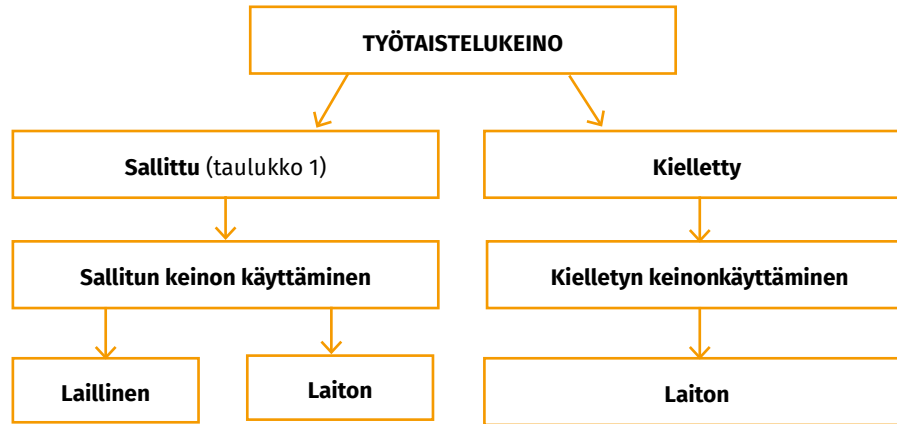 TYÖTAISTELUKEINO
Sallittu (taulukko 1)
Kielletty
Sallitun keinon käyttäminen
Kielletyn keinonkäyttäminen
Laillinen
Laiton
Laiton